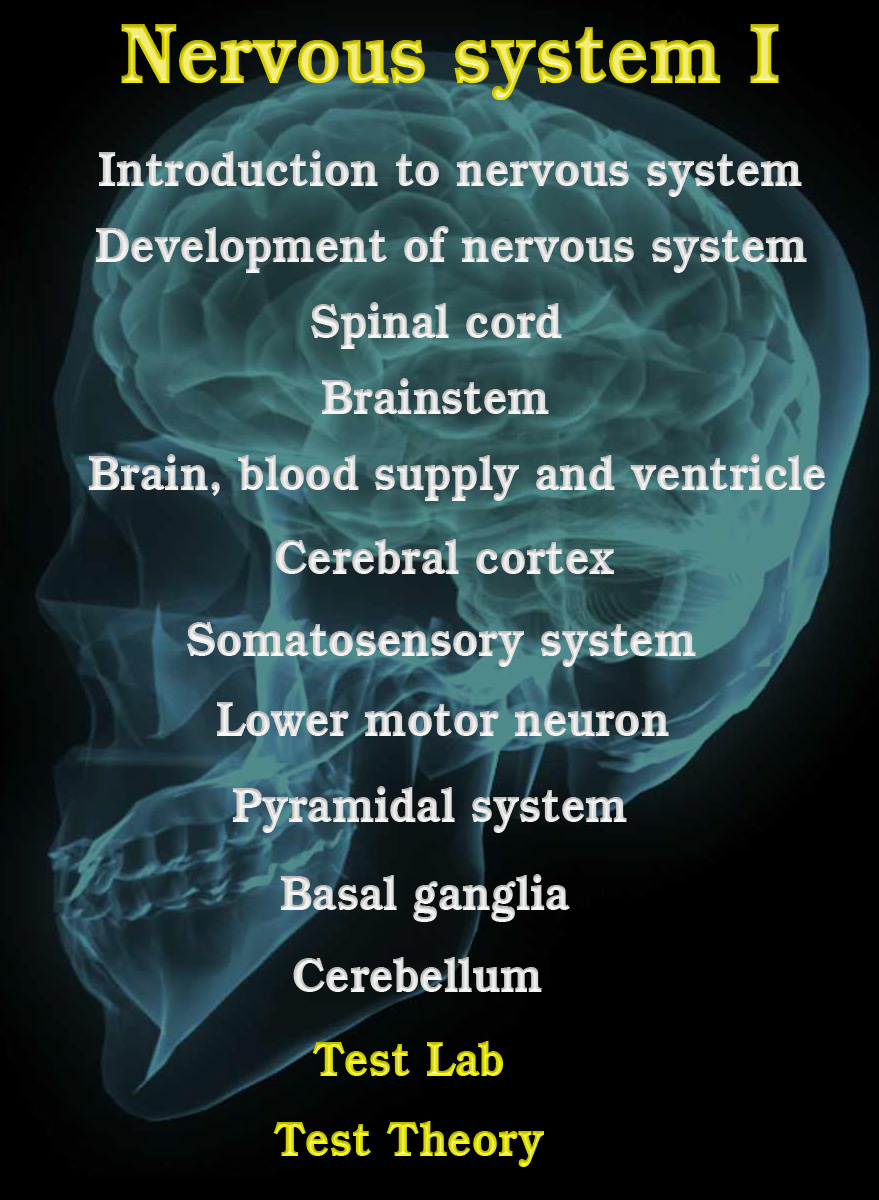 Nervous system I
Introduction to nervous system
Development of nervous system
Spinal cord
Brainstem
Brain, blood supply and ventricle
Cerebral cortex
Somatosensory system
Lower motor neuron
Pyramidal system
Basal ganglia
Cerebellum
Test Lab
Test Theory